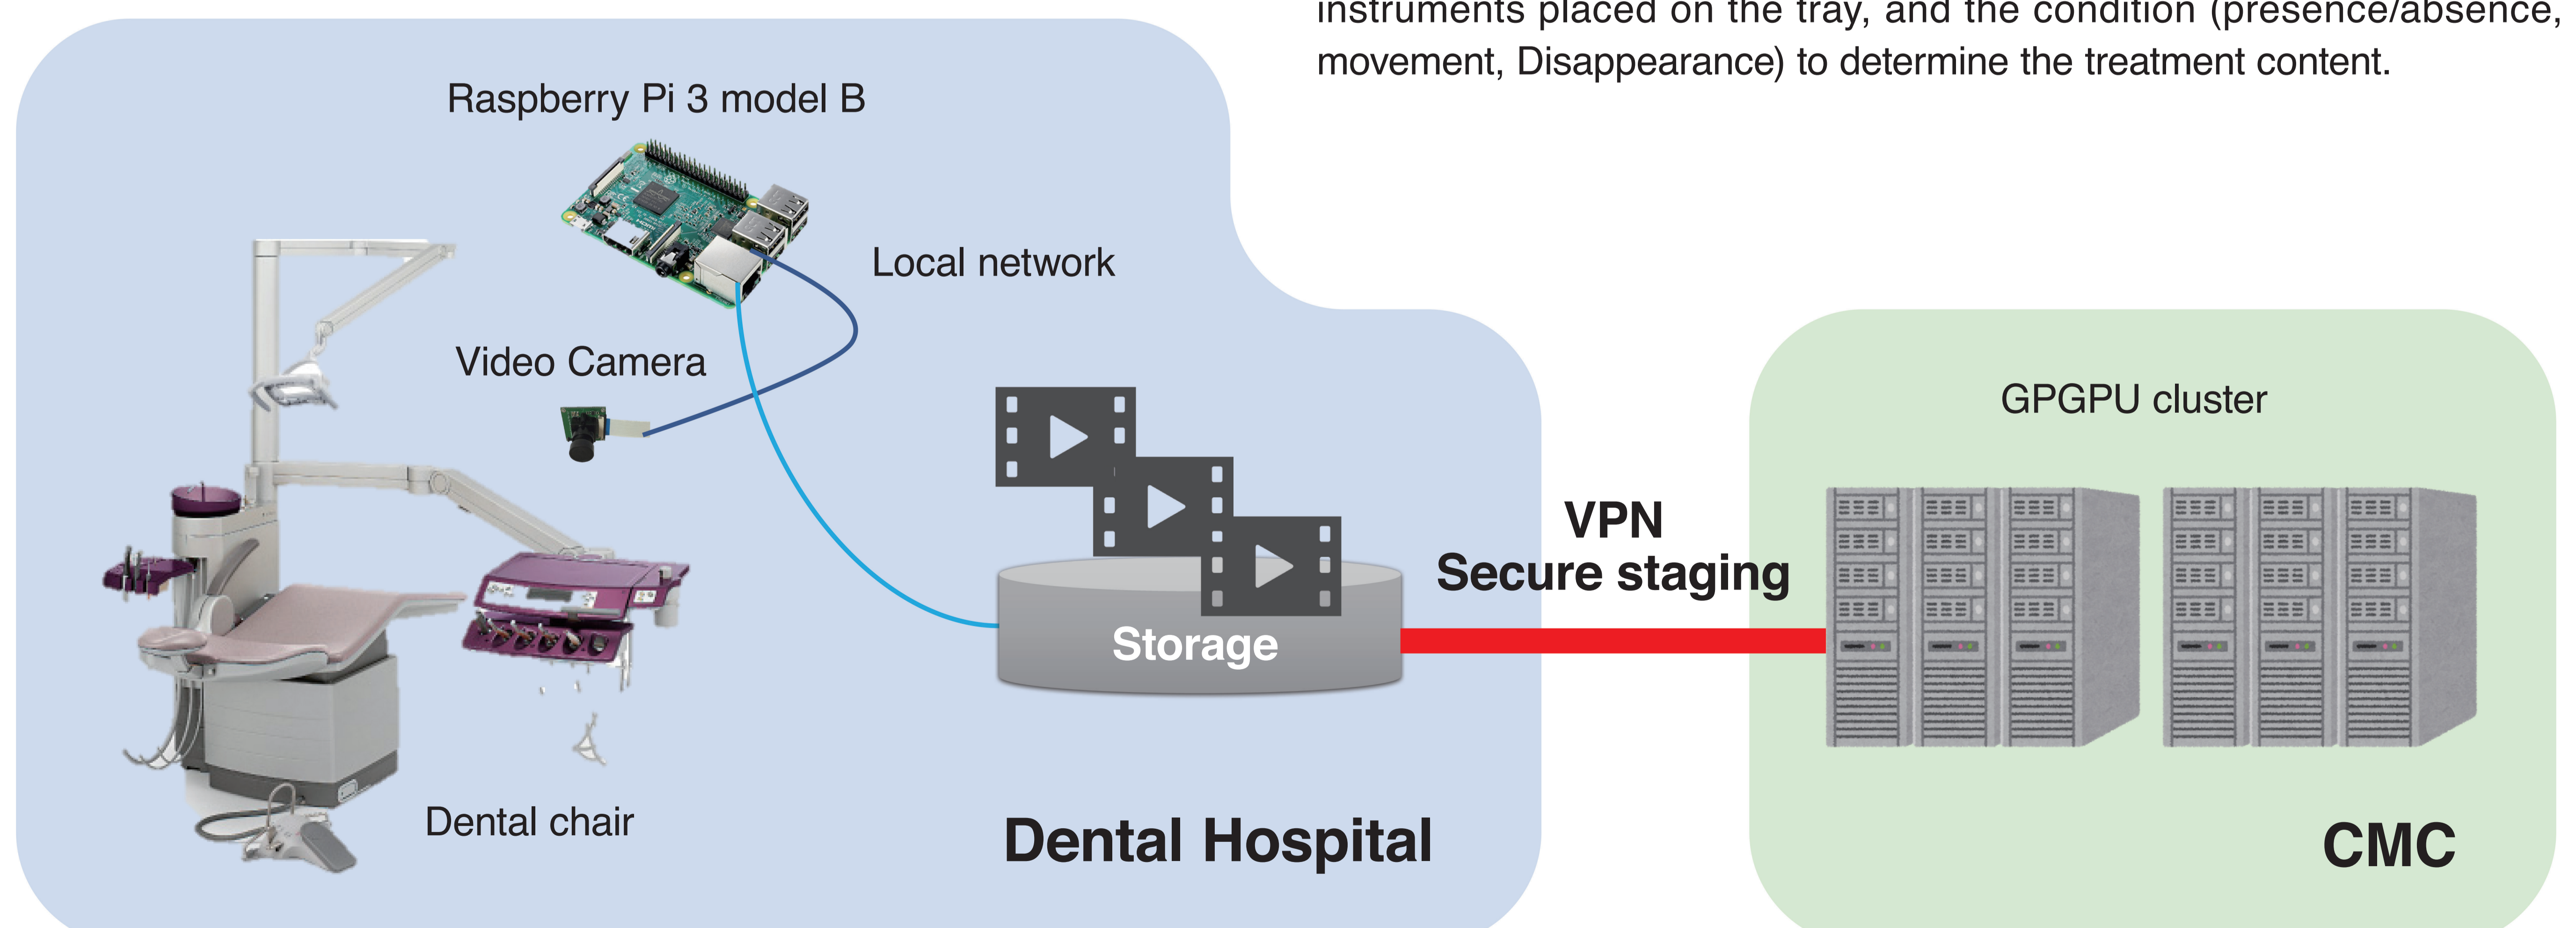 instruments placed on the tray, and the condition (presence/absence,
movement, Disappearance) to determine the treatment content.
Raspberry Pi 3 model B
Local network
Video Camera
GPGPU cluster
VPN
Secure staging
Storage
Dental chair
Dental Hospital
CMC